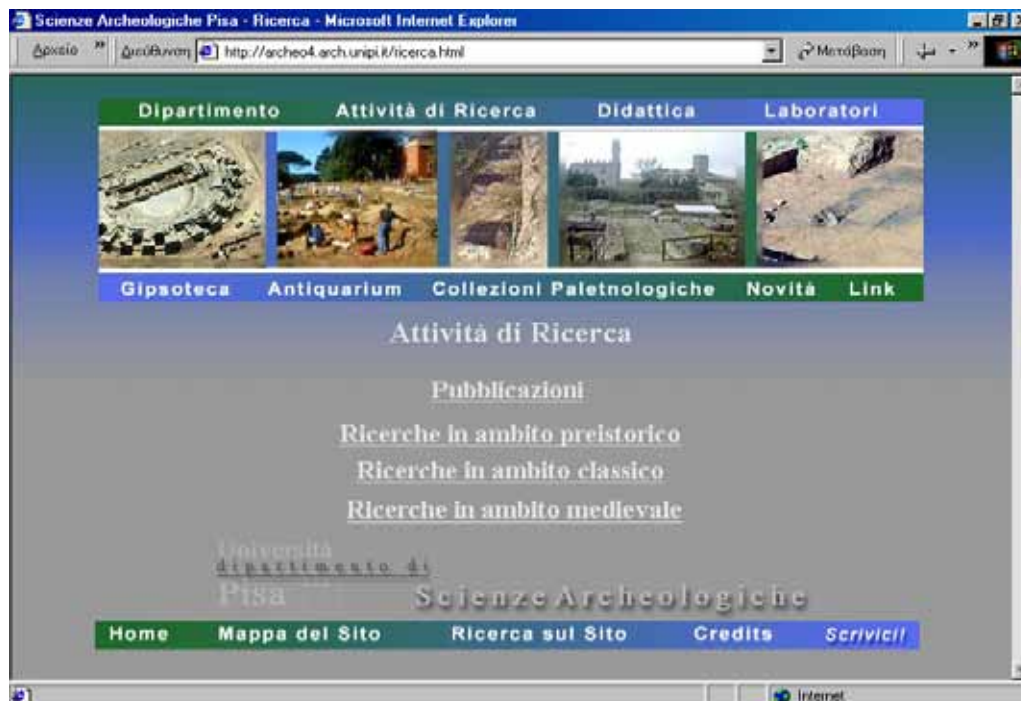 Scienze Archeologiche Pisa - Ricerca - Microsoft Internet Explorer
Αρχείο » Διεύθυνση http://archeo4.arch.unipi.it/ricerca.html Μετάβαση »
Dipartimento Attività di Ricerca Didattica Laboratori
Gipsoteca Antiquarium Collezioni Paletnologiche Novità Link
Attività di Ricerca
Pubblicazioni
Ricerche in ambito preistorico
Ricerche in ambito classico
Ricerche in ambito medievale
Università
dipartimento di
Pisa Scienze Archeologiche
Home Mappa del Sito Ricerca sul Sito Credits Scrivici!
Internet